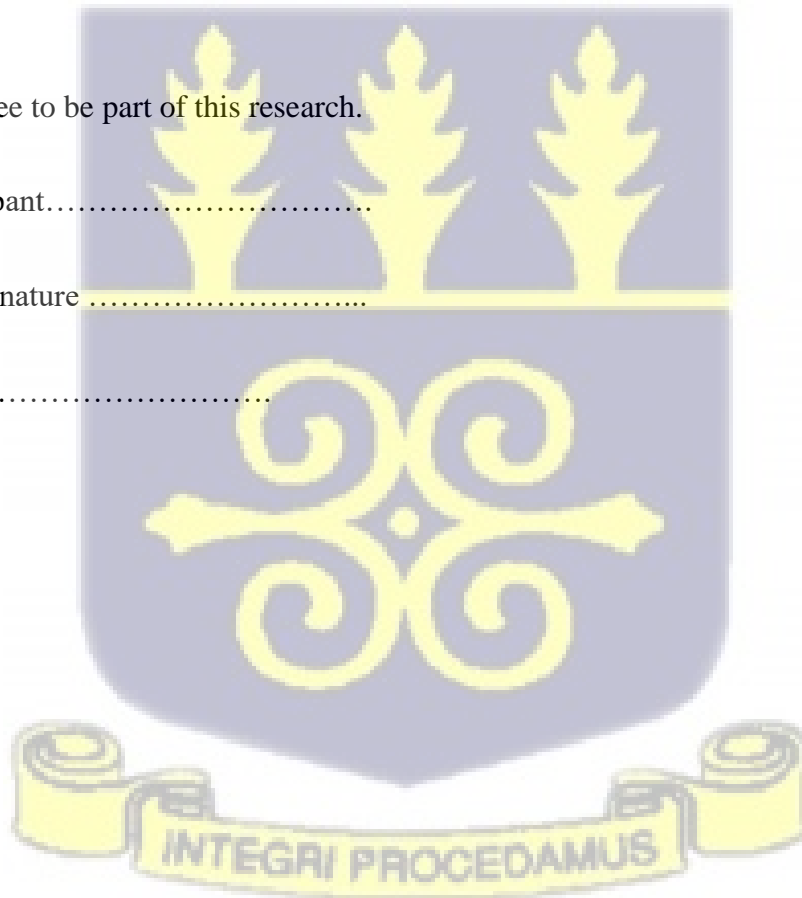 ee to be part of this research.
pant……………………………
nature ……………………...
…………………………….
INTEGRI PROCEDAMUS